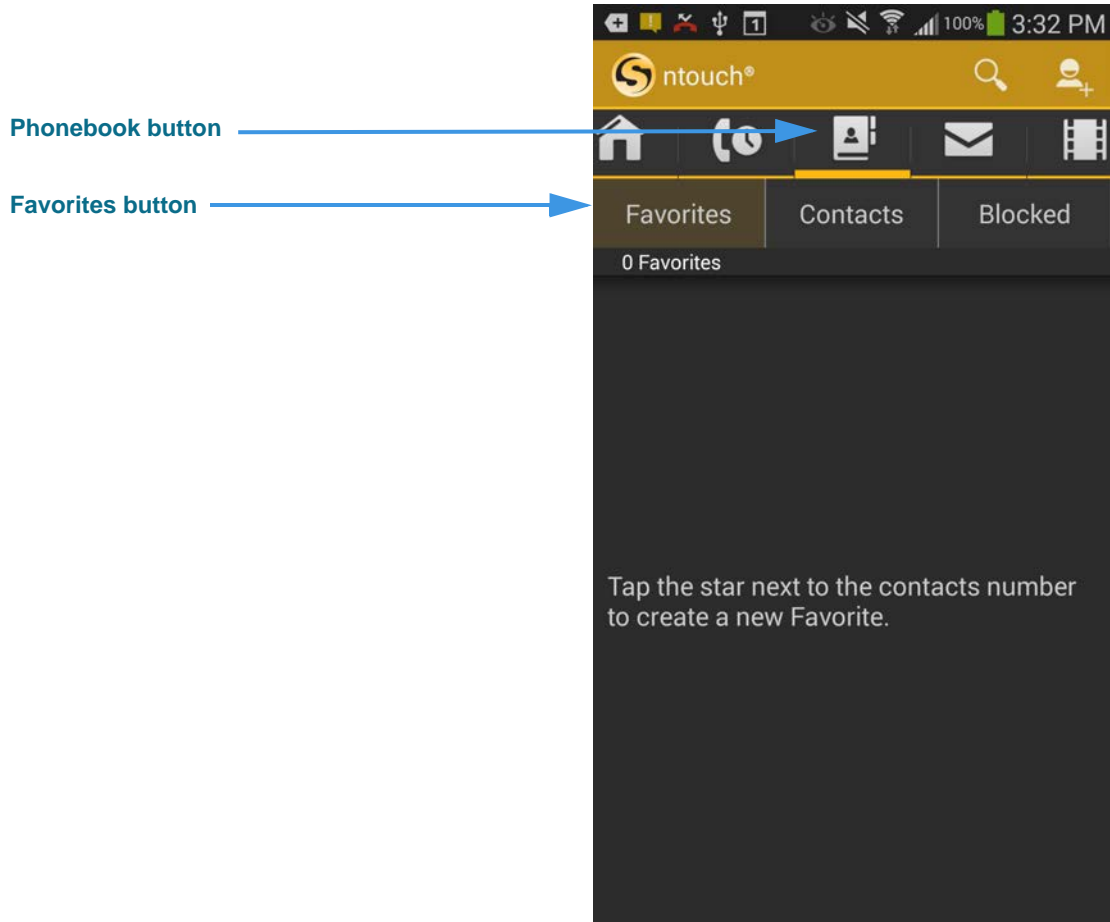 1 100% 3:32 PM
ntouch®
Phonebook button
Favorites button
Favorites Contacts Blocked
0 Favorites
Tap the star next to the contacts number
to create a new Favorite.